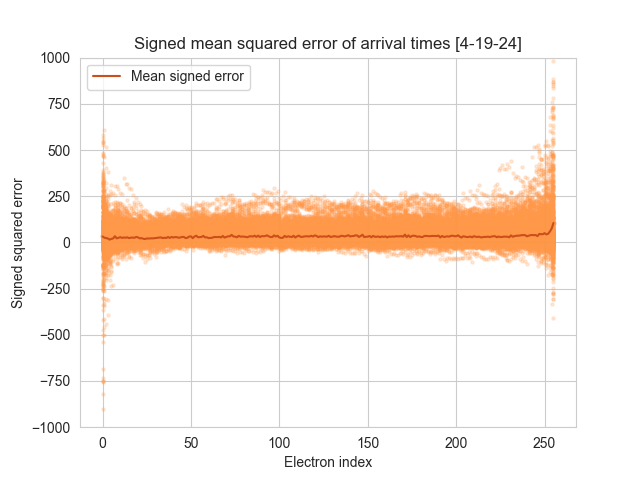 Signed mean squared error of arrival times [4-19-24]
Mean signed error
Signed squared error
1000
750
500
250
0
−250
−500
−750
−1000
0 50 100 150 200 250
Electron index